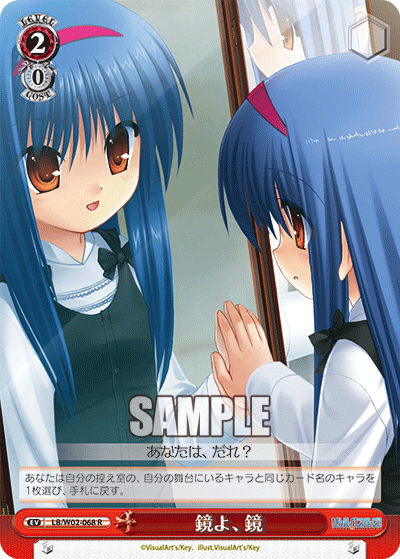 LEVEL
2
0
COST
SAMPLE
あなたは、だれ？
あなたは自分の控え室の、自分の舞台にいるキャラと同じカード名のキャラを
1枚選び、手札に戻す。
EV LB/W02-068 R
鏡よ、鏡
©VisualArt's/Key. illust.VisualArt's/Key